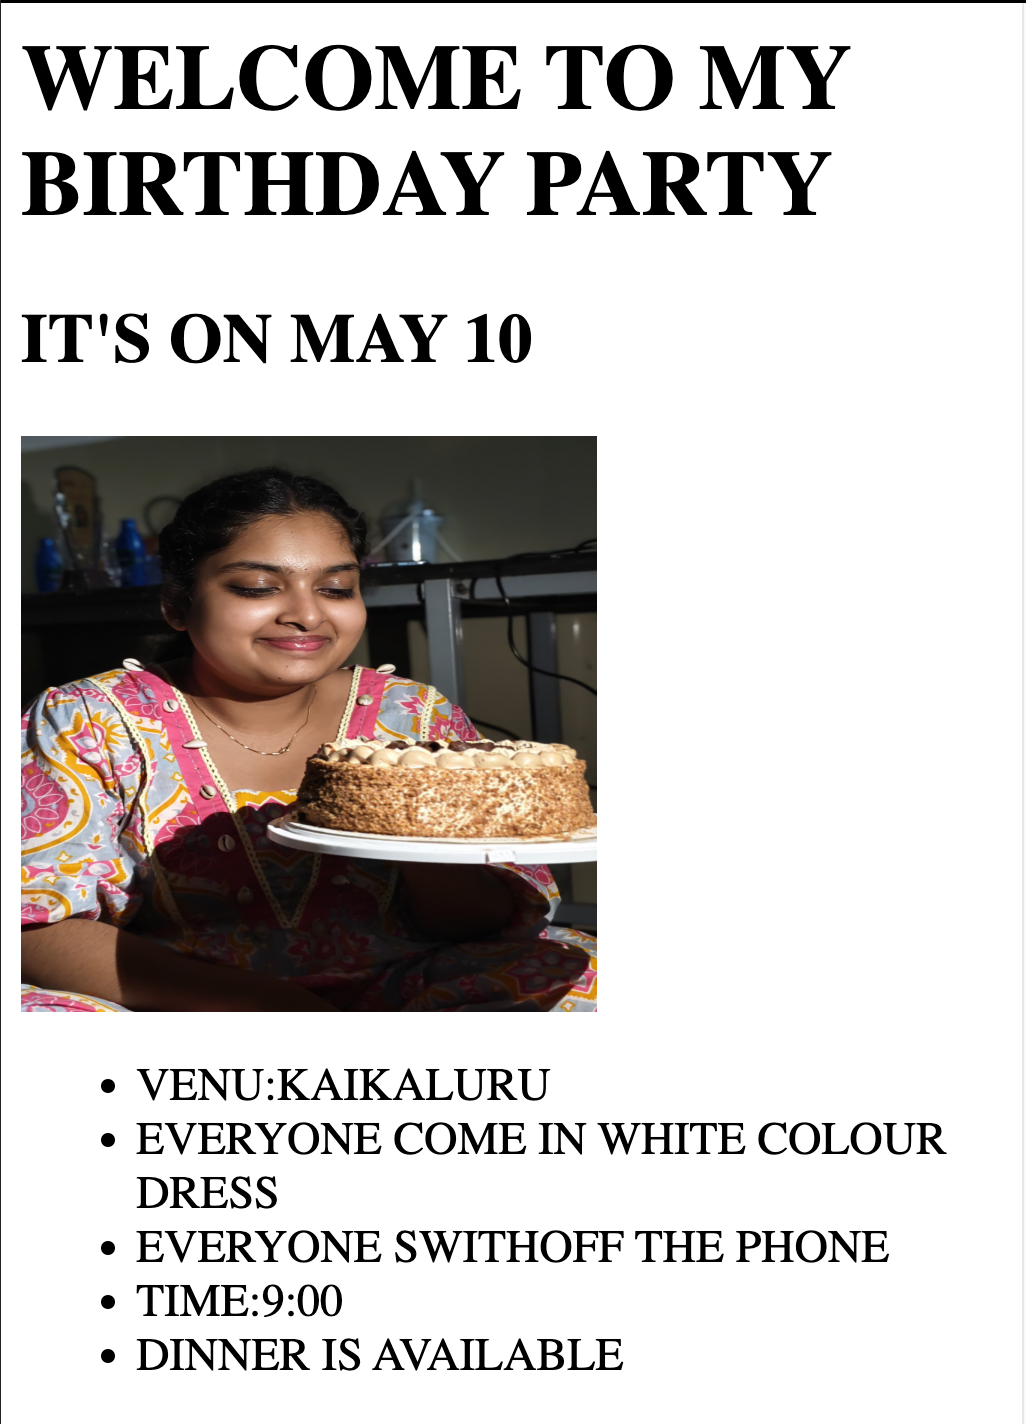 WELCOME TO MY
BIRTHDAY PARTY
IT'S ON MAY 10
VENU:KAIKALURU
EVERYONE COME IN WHITE COLOUR
DRESS
EVERYONE SWITHOFF THE PHONE
TIME:9:00
DINNER IS AVAILABLE